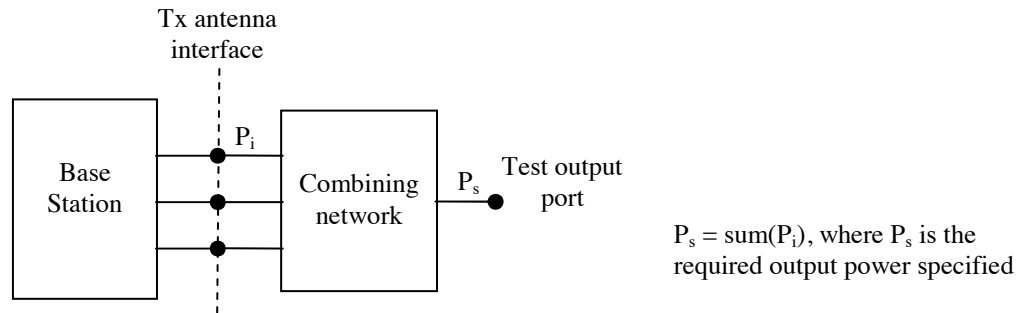 Tx antenna
interface
P_i
Base
Station
Combining
network
P_s
Test output
port
P_s = sum(P_i), where P_s is the
required output power specified